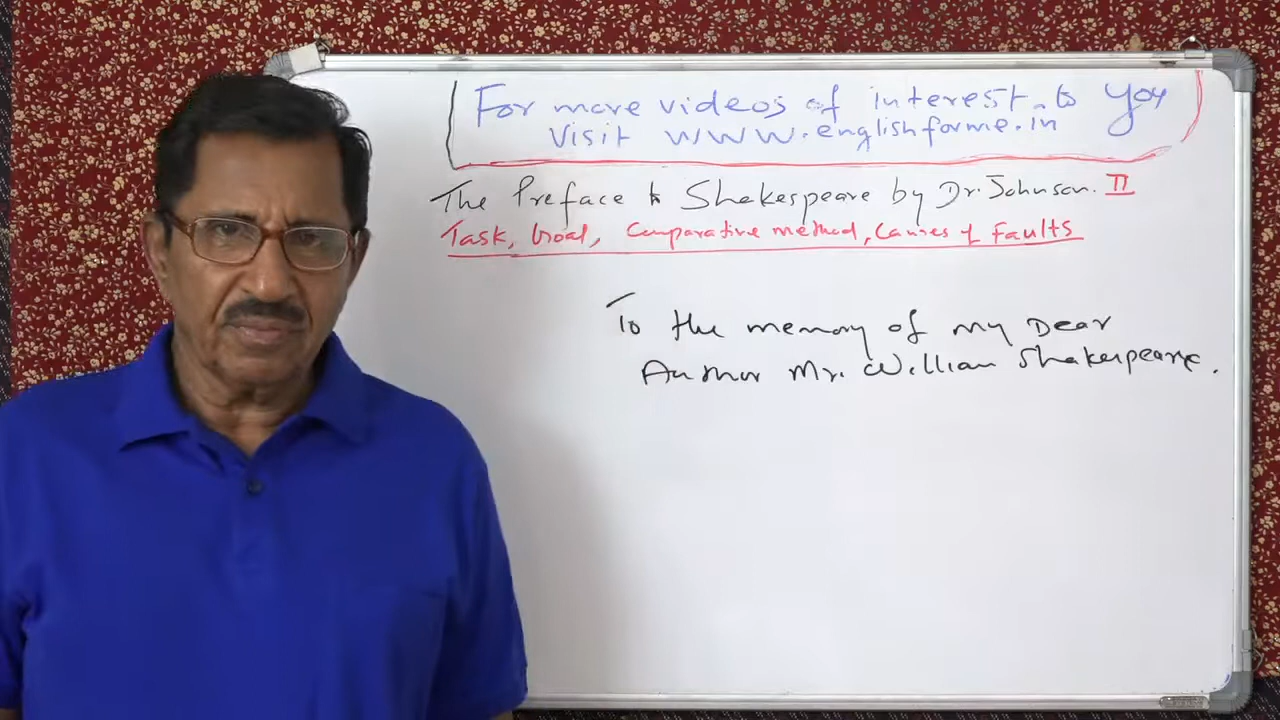 For more videos of interest to you
Visit www.englishforme.in
The Preface to Shakespeare by Dr. Johnson. II
Task, Goal, Comparative method, Causes of Faults
To the memory of my Dear
Author Mr. William Shakespeare.